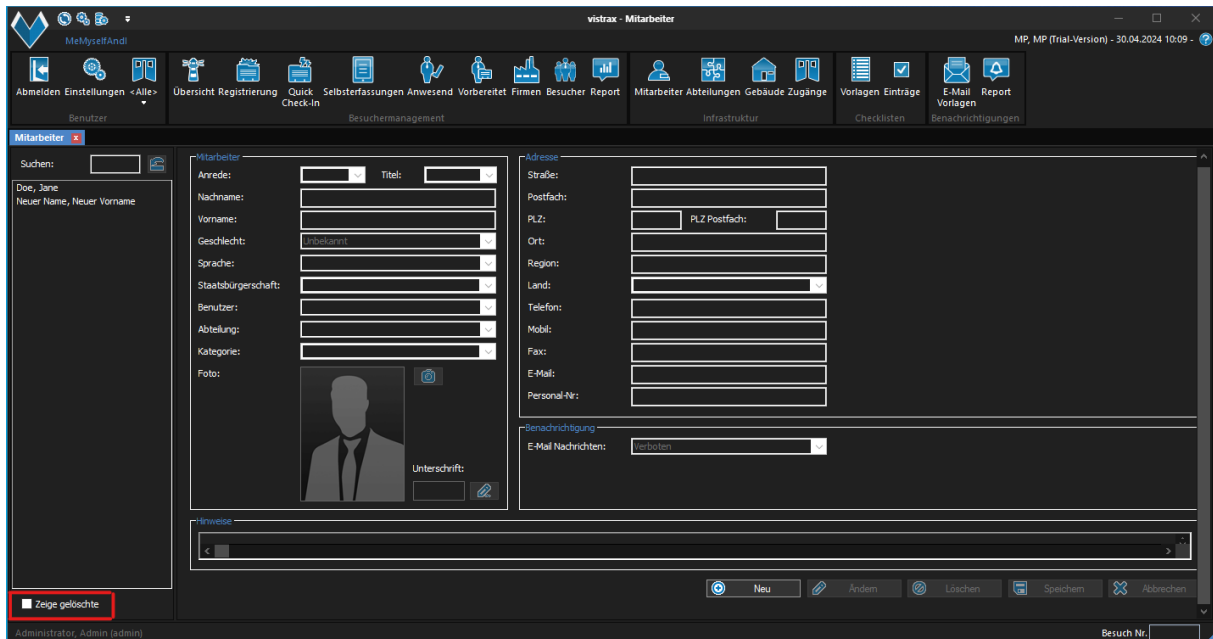 vistrax - Mitarbeiter
MeMyselfAndI
MP, MP (Trial-Version) - 30.04.2024 10:09 -
Abmelden Einstellungen <Alle>
Übersicht Registrierung Quick Check-In Selbsterfassungen Anwesend Vorbereitet Firmen Besucher Report
Mitarbeiter Abteilungen Gebäude Zugänge
Vorlagen Einträge
E-Mail Vorlagen Report
Benutzer
Besuchermanagement
Infrastruktur
Checklisten
Benachrichtigungen
Mitarbeiter
Suchen:
Doe, Jane
Neuer Name, Neuer Vorname
Zeige gelöschte
Mitarbeiter
Anrede: Titel:
Nachname:
Vorname:
Geschlecht: Unbekannt
Sprache:
Staatsbürgerschaft:
Benutzer:
Abteilung:
Kategorie:
Foto:
Unterschrift:
Adresse
Straße:
Postfach:
PLZ: PLZ Postfach:
Ort:
Region:
Land:
Telefon:
Mobil:
Fax:
E-Mail:
Personal-Nr:
Benachrichtigung
E-Mail Nachrichten: Verboten
Hinweise
Neu Ändern Löschen Speichern Abbrechen
Administrator, Admin (admin)
Besuch Nr.